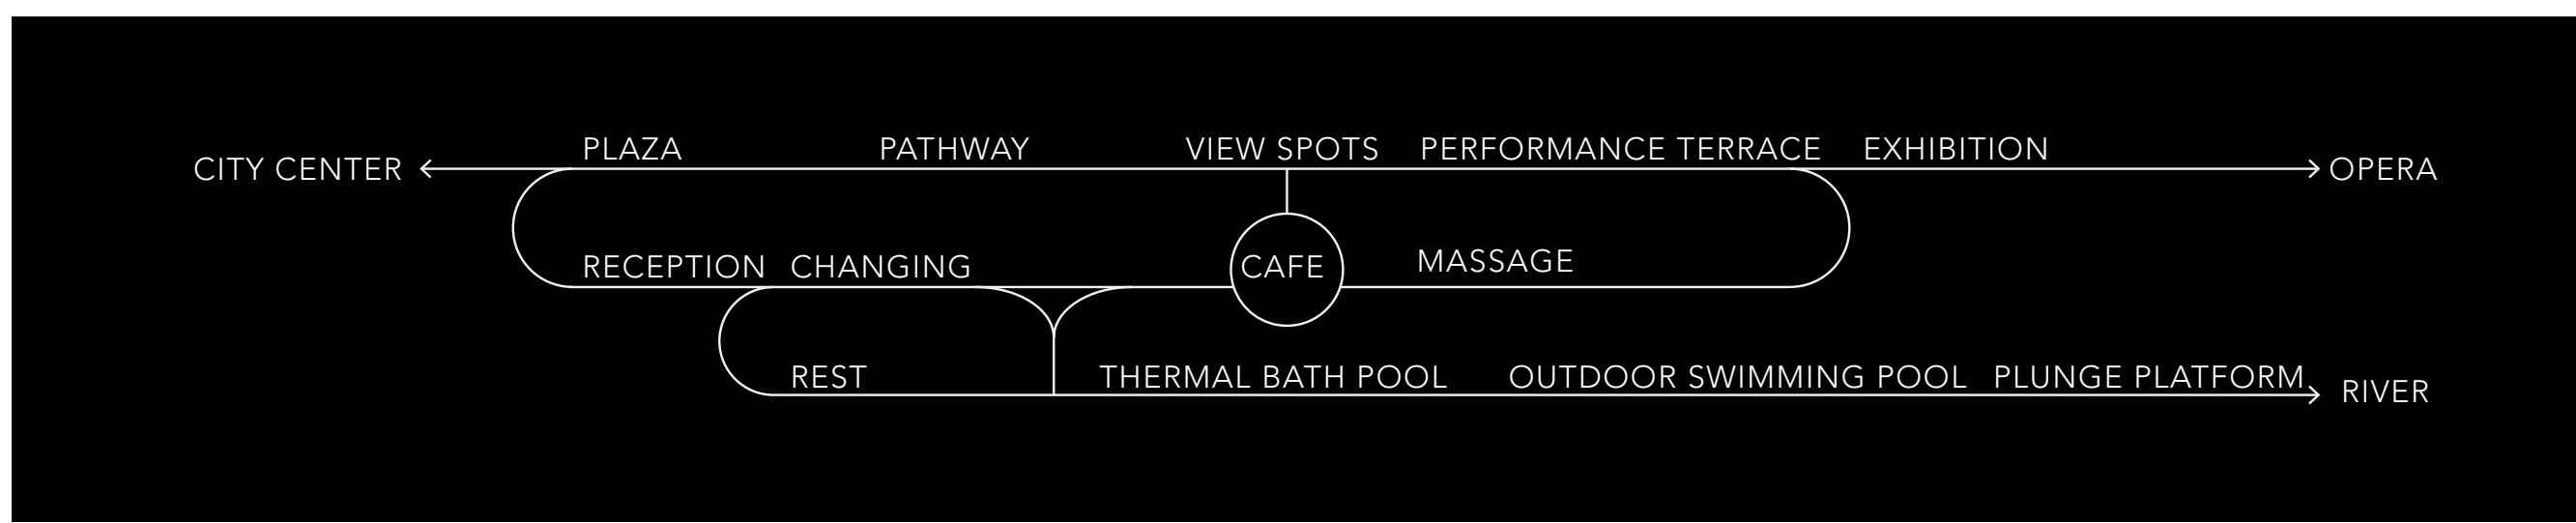 PLAZA
PATHWAY
VIEW SPOTS
PERFORMANCE TERRACE
EXHIBITION
CITY CENTER
OPERA
RECEPTION
CHANGING
CAFE
MASSAGE
REST
THERMAL BATH POOL
OUTDOOR SWIMMING POOL
PLUNGE PLATFORM
RIVER